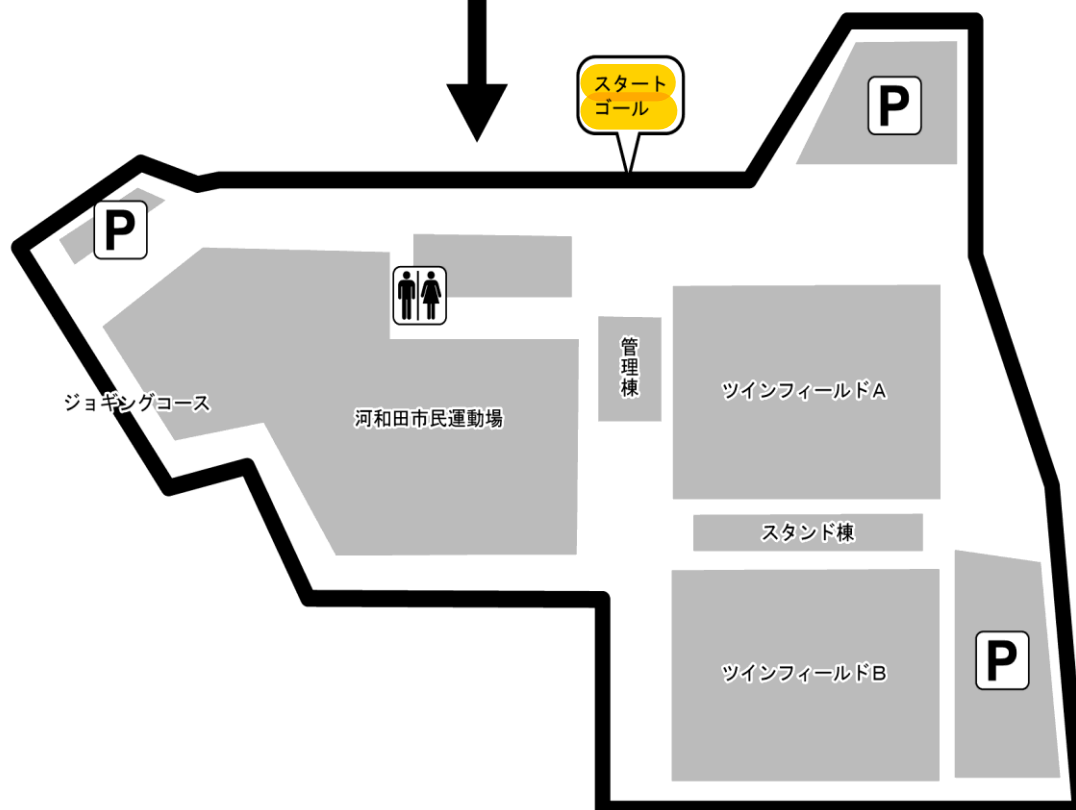 スタート
ゴール
P
P
管理棟
ツインフィールドA
ジョギングコース
河和田市民運動場
スタンド棟
ツインフィールドB
P